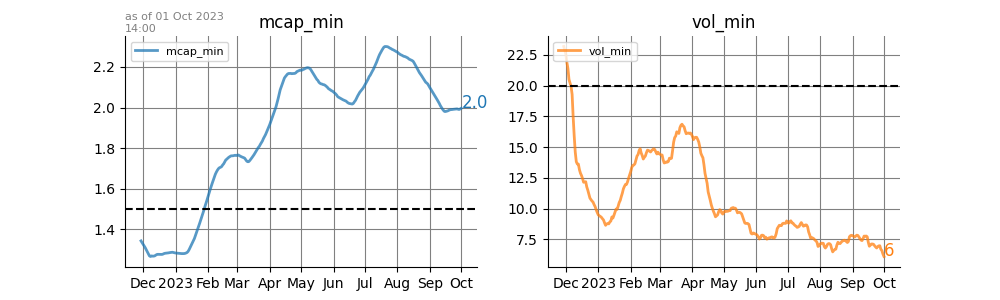 as of 01 Oct 2023
14:00
mcap_min
mcap_min
2.2
2.0
1.8
1.6
1.4
2.0
Dec 2023 Feb Mar Apr May Jun Jul Aug Sep Oct
vol_min
vol_min
22.5
20.0
17.5
15.0
12.5
10.0
7.5
6
Dec 2023 Feb Mar Apr May Jun Jul Aug Sep Oct